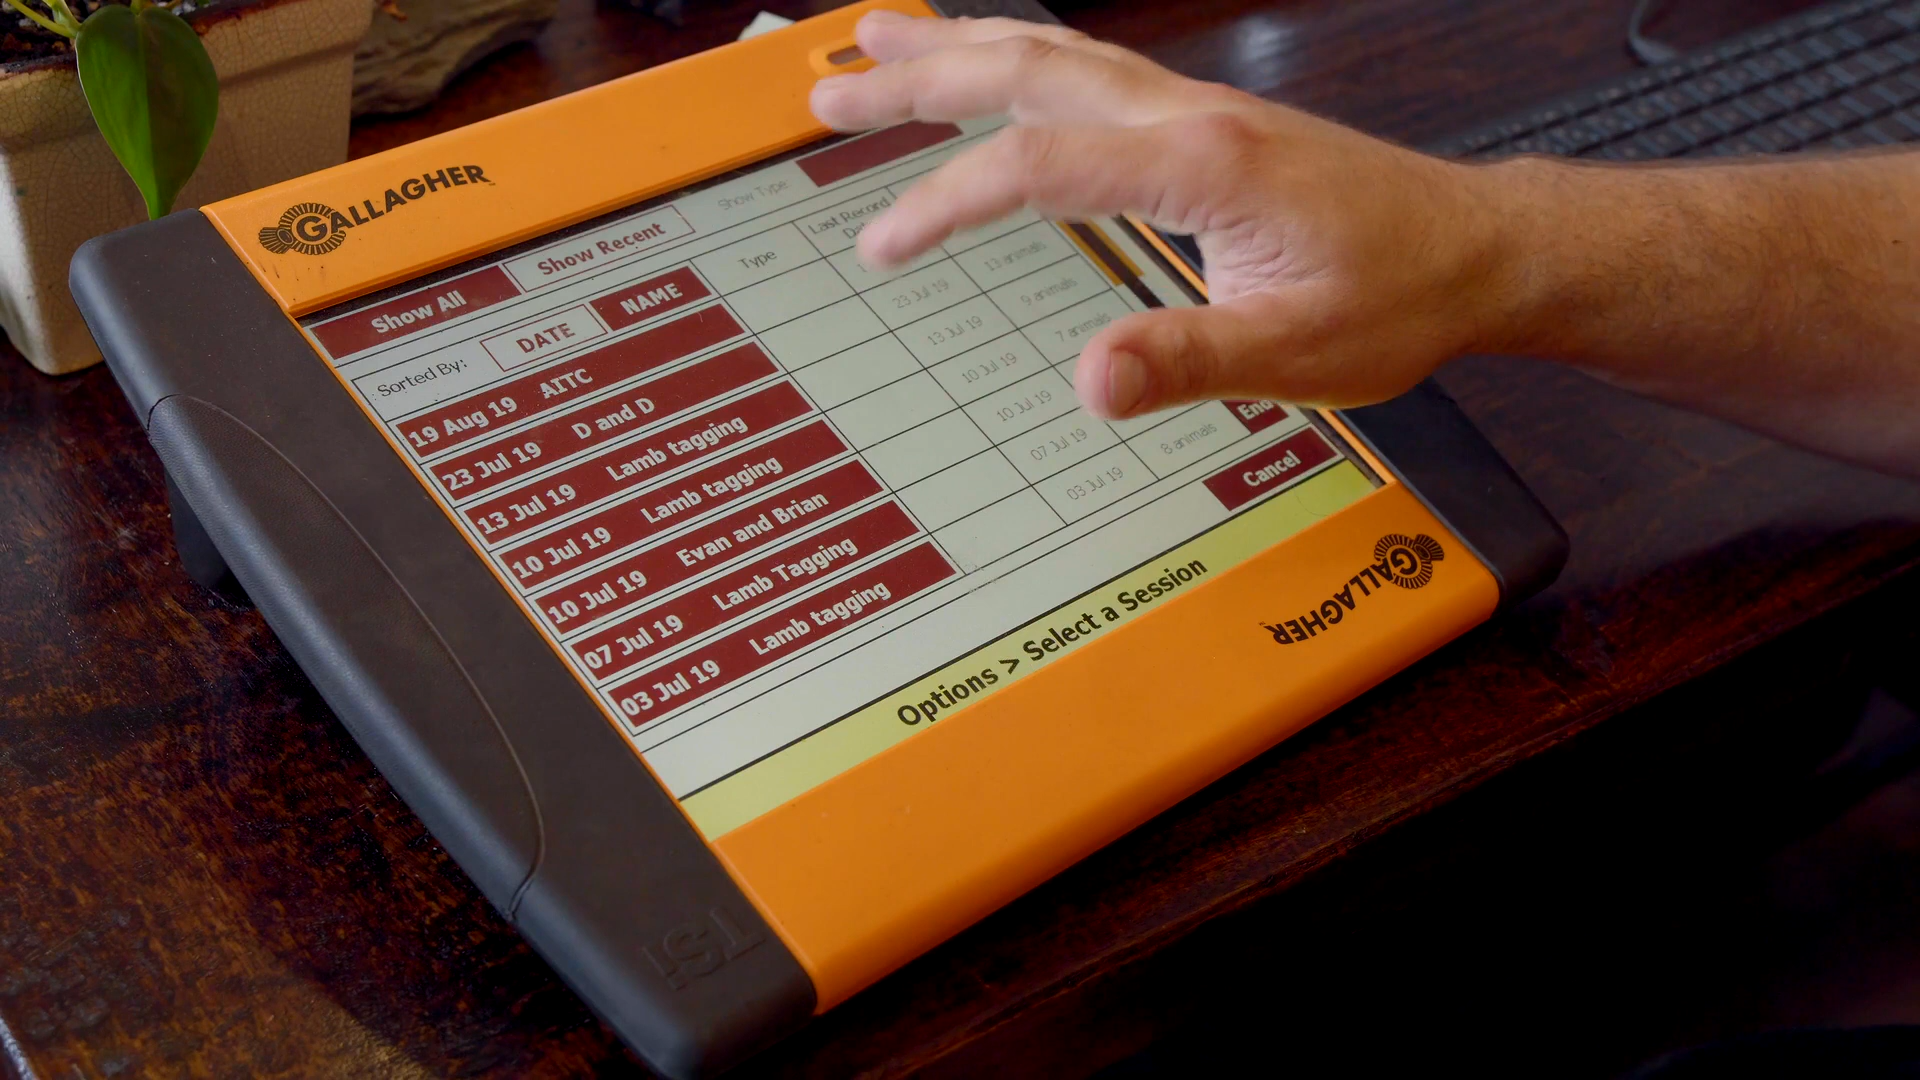 GALLAGHER
Show All Show Recent Show Type:
Sorted By: DATE NAME Type Last Record
19 Aug 19 AITC
23 Jul 19 D and D 23 Jul 19 13 animals
13 Jul 19 Lamb tagging 13 Jul 19 9 animals
10 Jul 19 Lamb tagging 10 Jul 19 7 animals
10 Jul 19 Evan and Brian 10 Jul 19
07 Jul 19 Lamb Tagging 07 Jul 19
03 Jul 19 Lamb tagging 03 Jul 19 8 animals
End
Cancel
Options > Select a Session
GALLAGHER
TSi